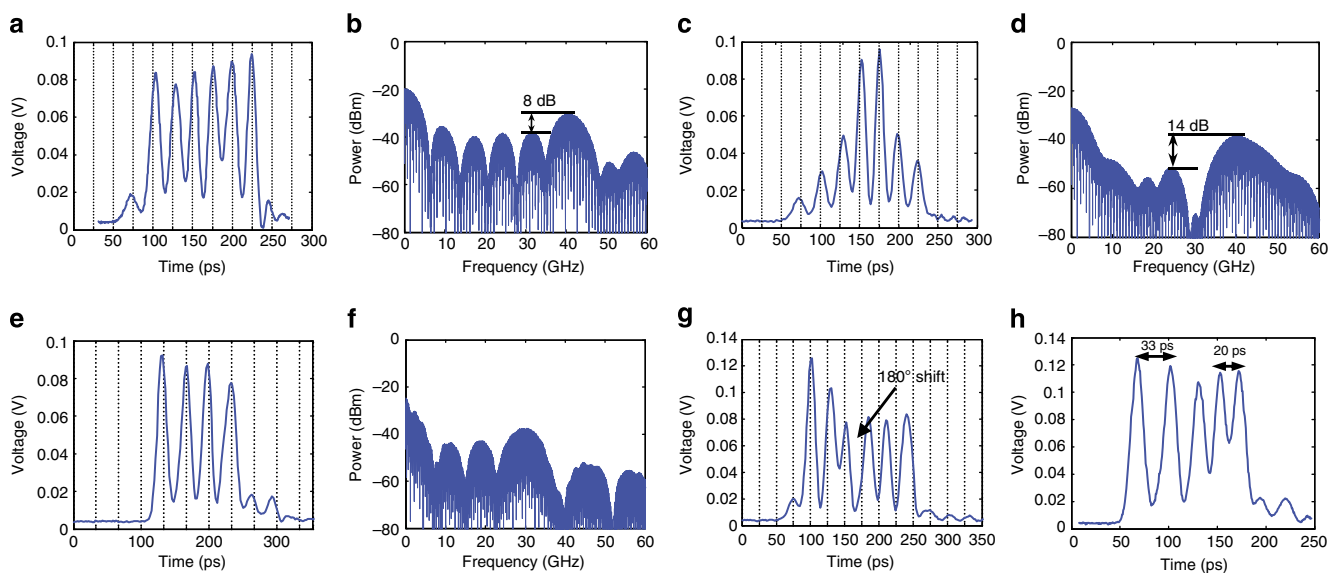 a
Voltage (V)
0.1
0.08
0.06
0.04
0.02
0
0 50 100 150 200 250 300
Time (ps)
b
Power (dBm)
0
−20
−40
−60
−80
8 dB
0 10 20 30 40 50 60
Frequency (GHz)
c
Voltage (V)
0.1
0.08
0.06
0.04
0.02
0
0 50 100 150 200 250 300
Time (ps)
d
Power (dBm)
0
−20
−40
−60
−80
14 dB
0 10 20 30 40 50 60
Frequency (GHz)
e
Voltage (V)
0.1
0.08
0.06
0.04
0.02
0
0 100 200 300
Time (ps)
f
Power (dBm)
0
−20
−40
−60
−80
0 10 20 30 40 50 60
Frequency (GHz)
g
Voltage (V)
0.14
0.12
0.1
0.08
0.06
0.04
0.02
0
180° shift
0 50 100 150 200 250 300 350
Time (ps)
h
Voltage (V)
0.14
0.12
0.1
0.08
0.06
0.04
0.02
0
33 ps
20 ps
0 50 100 150 200 250
Time (ps)